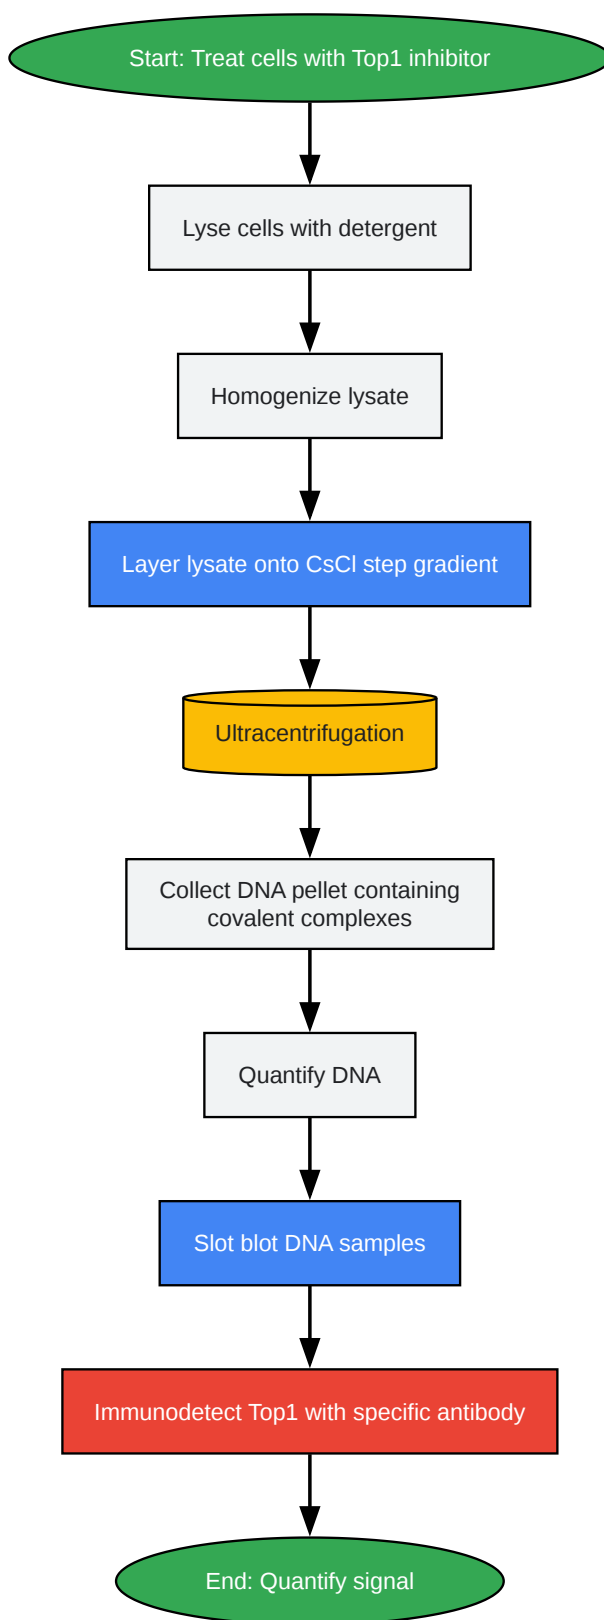 Start: Treat cells with Top1 inhibitor
Lyse cells with detergent
Homogenize lysate
Layer lysate onto CsCl step gradient
Ultracentrifugation
Collect DNA pellet containing
covalent complexes
Quantify DNA
Slot blot DNA samples
Immunodetect Top1 with specific antibody
End: Quantify signal